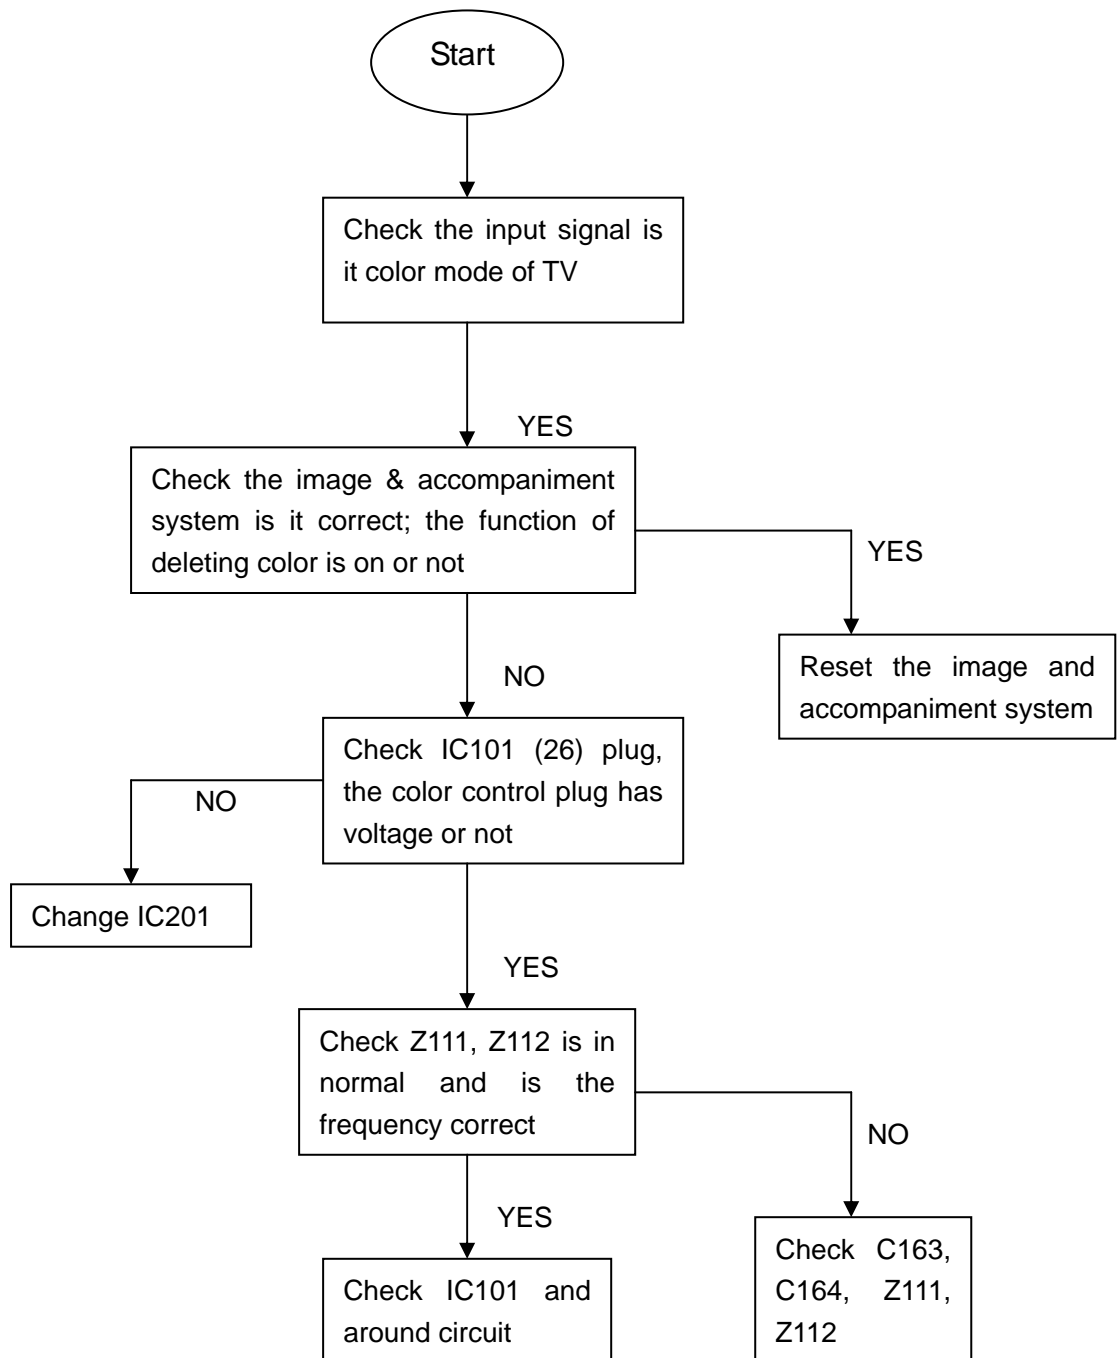 Start
Check the input signal is
it color mode of TV
YES
Check the image & accompaniment
system is it correct; the function of
deleting color is on or not
YES
Reset the image and
accompaniment system
NO
Check IC101 (26) plug,
the color control plug has
voltage or not
NO
Change IC201
YES
Check Z111, Z112 is in
normal and is the
frequency correct
NO
YES
Check IC101 and
around circuit
Check C163,
C164, Z111,
Z112